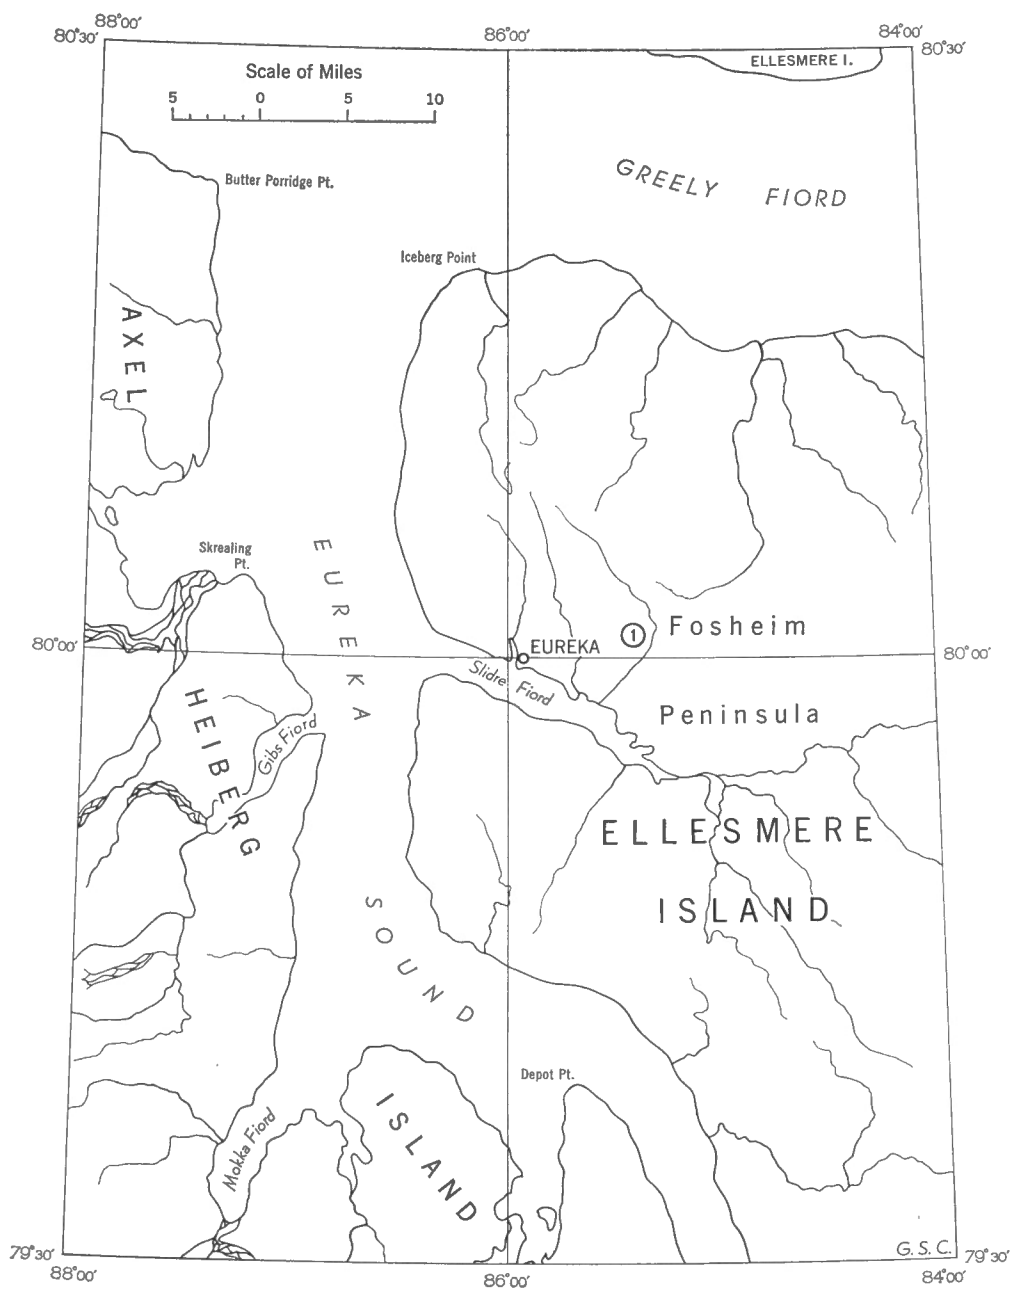 88°00'
86°00'
84°00'
80°30'
80°30'
Scale of Miles
5 0 5 10
ELLESMERE I.
Butter Porridge Pt.
GREELY FIORD
Iceberg Point
AXEL
HEIBERG
ISLAND
EUREKA
SOUND
Skrealing
Pt.
80°00'
80°00'
1
Fosheim
Peninsula
EUREKA
Slidre Fiord
Gibs Fiord
ELLESMERE
ISLAND
Depot Pt.
Mokka Fiord
G.S.C.
79°30'
79°30'
88°00'
86°00'
84°00'